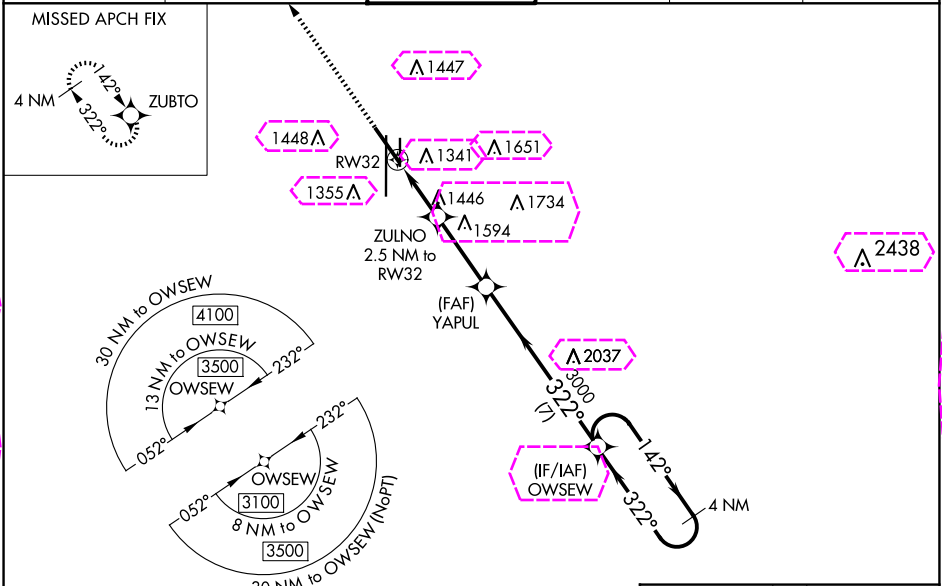 MISSED APCH FIX
142°
4 NM
322°
ZUBTO
1447
1448
RW32
1341
1651
1355
1446
1734
1594
ZULNO
2.5 NM to
RW32
2438
(FAF)
YAPUL
30 NM to OWSEW
4100
13 NM to OWSEW
3500
OWSEW
232°
052°
2037
3000
322°
(7)
(IF/IAF)
OWSEW
142°
322°
4 NM
232°
OWSEW
052°
3100
8 NM to OWSEW
3500
30 NM to OWSEW (NoPT)